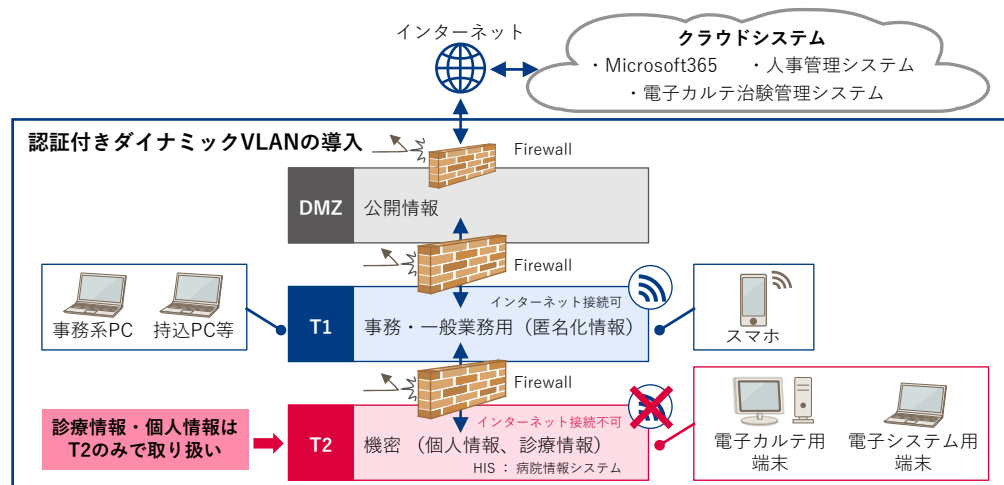 インターネット
クラウドシステム
・Microsoft365 ・人事管理システム
・電子カルテ治験管理システム
認証付きダイナミックVLANの導入
Firewall
DMZ
公開情報
Firewall
事務系PC 持込PC等
T1
インターネット接続可
事務・一般業務用（匿名化情報）
スマホ
Firewall
診療情報・個人情報は
T2のみで取り扱い
T2
インターネット接続不可
機密 （個人情報、診療情報）
HIS ： 病院情報システム
電子カルテ用
端末
電子システム用
端末